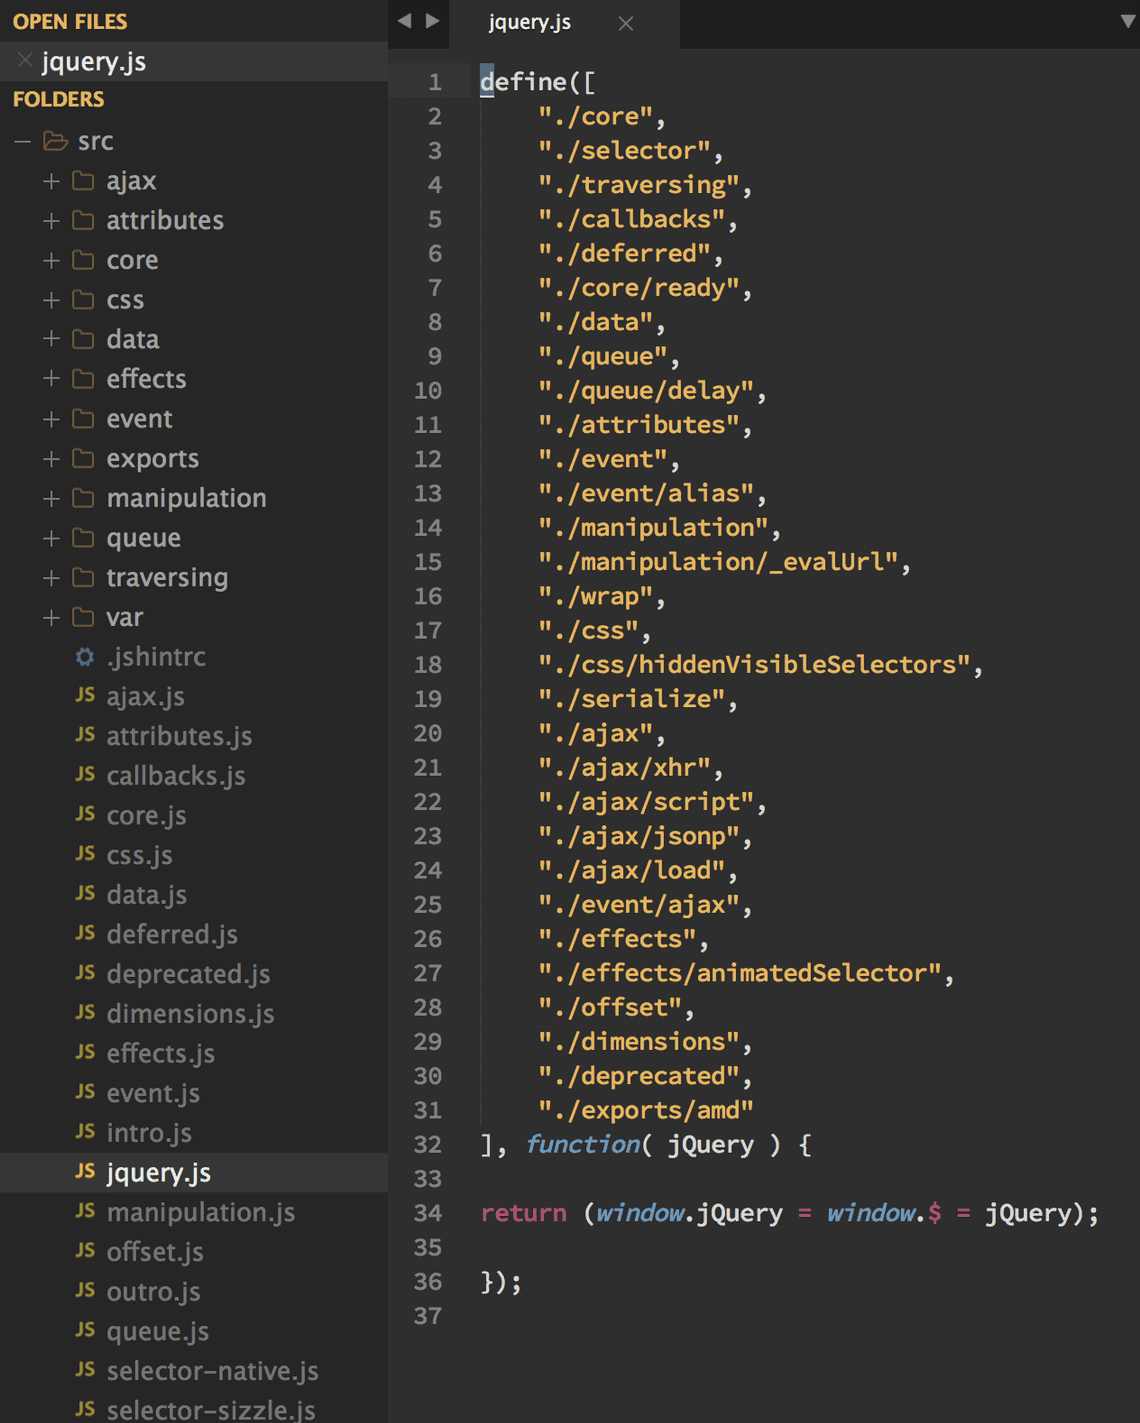 OPEN FILES
jquery.js
FOLDERS
src
ajax
attributes
core
css
data
effects
event
exports
manipulation
queue
traversing
var
.jshintrc
JS ajax.js
JS attributes.js
JS callbacks.js
JS core.js
JS css.js
JS data.js
JS deferred.js
JS deprecated.js
JS dimensions.js
JS effects.js
JS event.js
JS intro.js
JS jquery.js
JS manipulation.js
JS offset.js
JS outro.js
JS queue.js
JS selector-native.js
JS selector-sizzle.js
jquery.js
1 define([
2     "./core",
3     "./selector",
4     "./traversing",
5     "./callbacks",
6     "./deferred",
7     "./core/ready",
8     "./data",
9     "./queue",
10     "./queue/delay",
11     "./attributes",
12     "./event",
13     "./event/alias",
14     "./manipulation",
15     "./manipulation/_evalUrl",
16     "./wrap",
17     "./css",
18     "./css/hiddenVisibleSelectors",
19     "./serialize",
20     "./ajax",
21     "./ajax/xhr",
22     "./ajax/script",
23     "./ajax/jsonp",
24     "./ajax/load",
25     "./event/ajax",
26     "./effects",
27     "./effects/animatedSelector",
28     "./offset",
29     "./dimensions",
30     "./deprecated",
31     "./exports/amd"
32 ], function( jQuery ) {
33
34 return (window.jQuery = window.$ = jQuery);
35
36 });
37